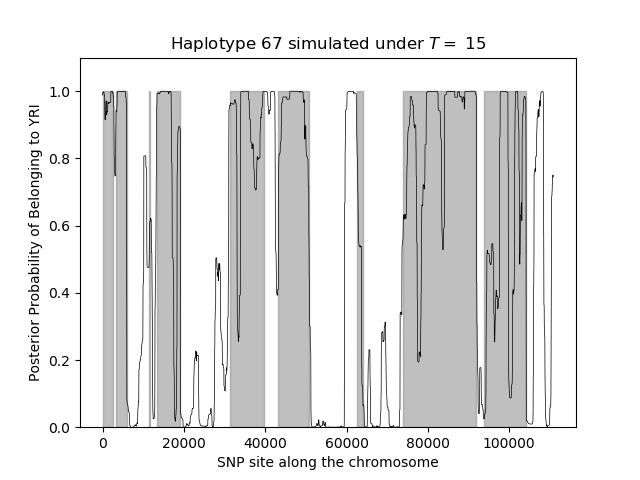 Haplotype 67 simulated under T = 15
Posterior Probability of Belonging to YRI
1.0
0.8
0.6
0.4
0.2
0.0
0 20000 40000 60000 80000 100000
SNP site along the chromosome